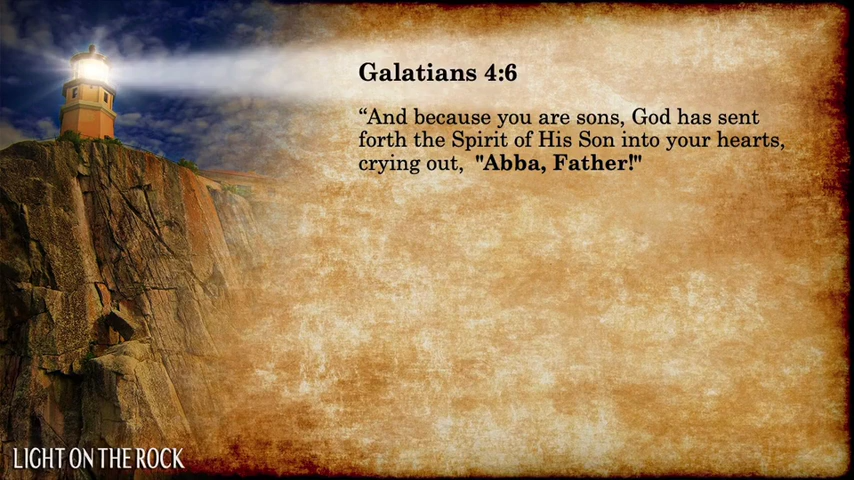 Galatians 4:6
“And because you are sons, God has sent
forth the Spirit of His Son into your hearts,
crying out, "Abba, Father!"
LIGHT ON THE ROCK